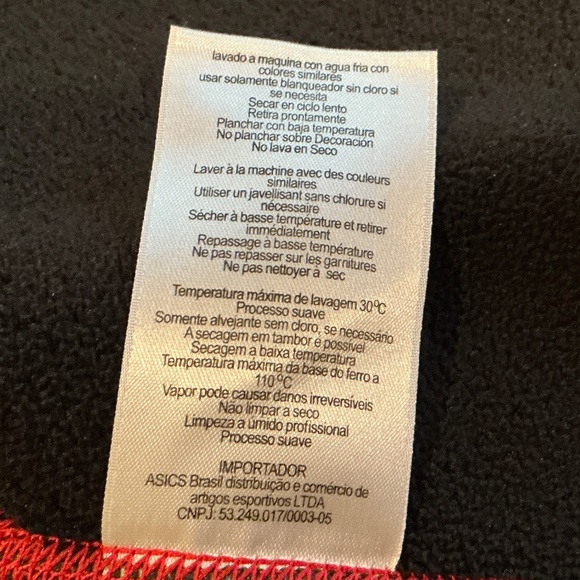 lavado a maquina con agua fria con
colores similares
usar solamente blanqueador sin cloro si
se necesita
Secar en ciclo lento
Retira prontamente
Planchar con baja temperatura
No planchar sobre Decoración
No lava en Seco
Laver à la machine avec des couleurs
similaires
Utiliser un javellisant sans chlorure si
nécessaire
Sécher à basse température et retirer
immédiatement
Repassage à basse température
Ne pas repasser sur les garnitures
Ne pas nettoyer à sec
Temperatura máxima de lavagem 30ºC
Processo suave
Somente alvejante sem cloro, se necessário
A secagem em tambor é possível
Secagem a baixa temperatura
Temperatura máxima da base do ferro a
110ºC
Vapor pode causar danos irreversíveis
Não limpar a seco
Limpeza a úmido profissional
Processo suave
IMPORTADOR
ASICS Brasil distribuição e comércio de
artigos esportivos LTDA
CNPJ: 53.249.017/0003-05